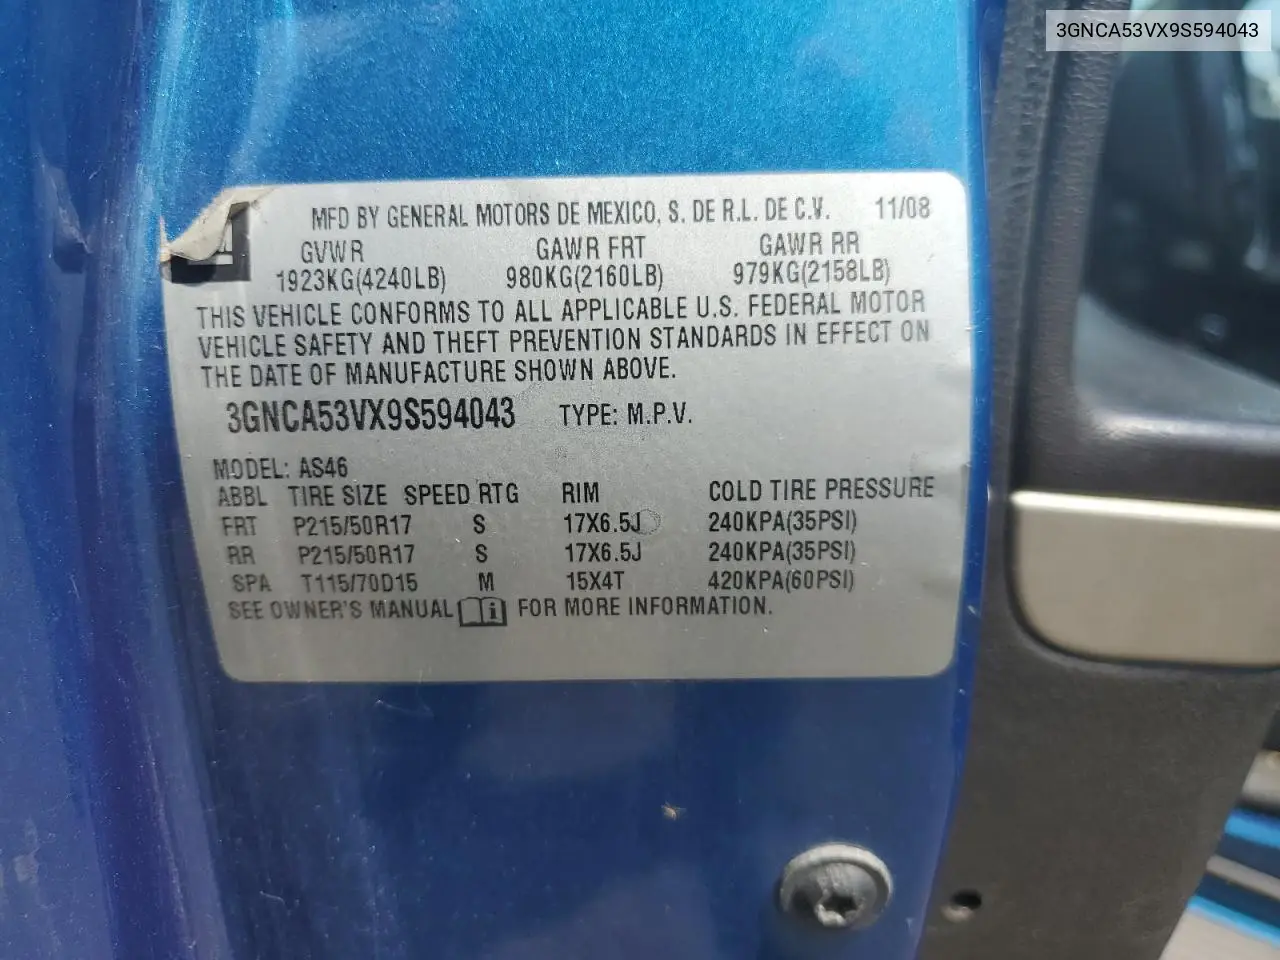 3GNCA53VX9S594043
MFD BY GENERAL MOTORS DE MEXICO, S. DE R.L. DE C.V. 11/08
GVWR GAWR FRT GAWR RR
1923KG(4240LB) 980KG(2160LB) 979KG(2158LB)
THIS VEHICLE CONFORMS TO ALL APPLICABLE U.S. FEDERAL MOTOR
VEHICLE SAFETY AND THEFT PREVENTION STANDARDS IN EFFECT ON
THE DATE OF MANUFACTURE SHOWN ABOVE.
3GNCA53VX9S594043 TYPE: M.P.V.
MODEL: AS46
ABBL TIRE SIZE SPEED RTG RIM COLD TIRE PRESSURE
FRT P215/50R17 S 17X6.5J 240KPA(35PSI)
RR P215/50R17 S 17X6.5J 240KPA(35PSI)
SPA T115/70D15 M 15X4T 420KPA(60PSI)
SEE OWNER'S MANUAL i FOR MORE INFORMATION.